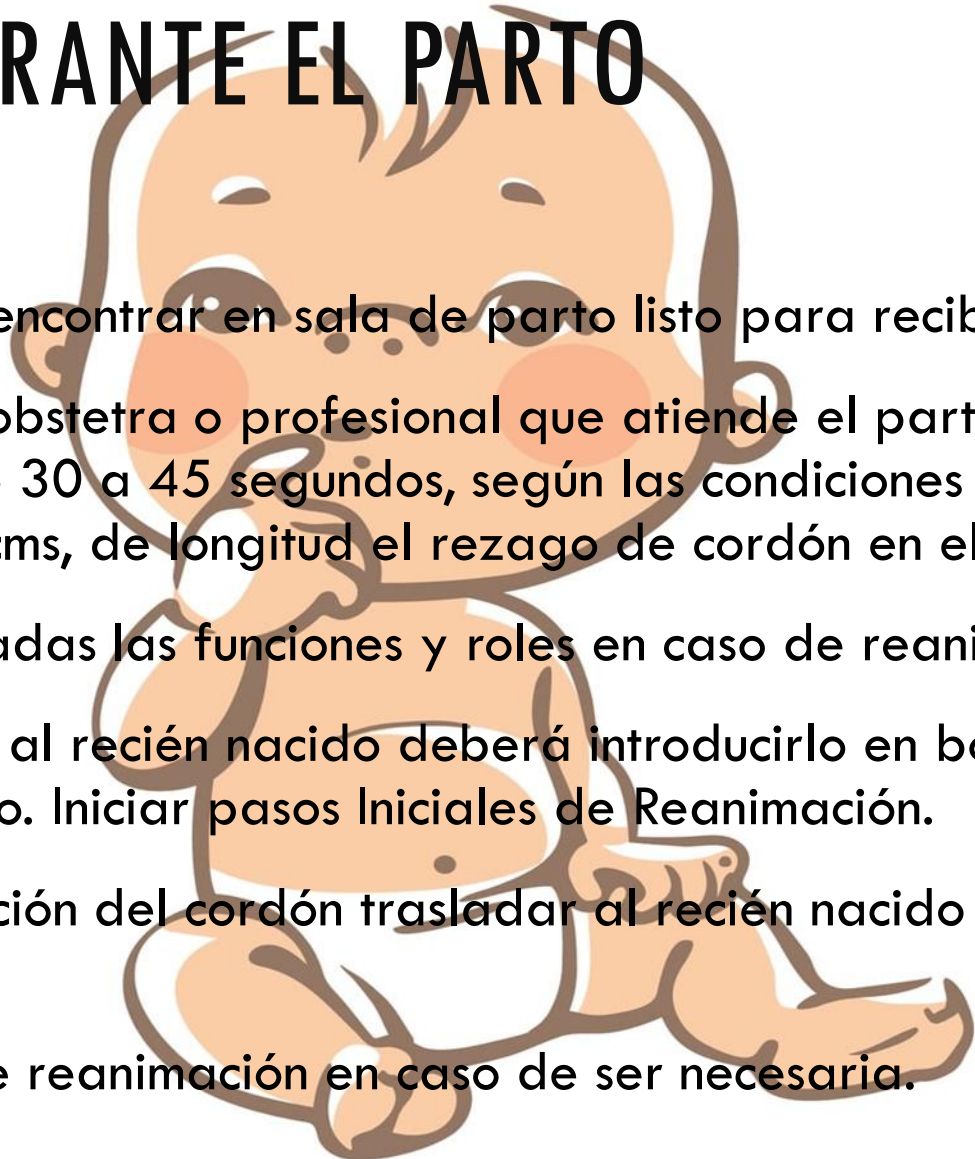 RANTE EL PARTO
encontrar en sala de parto listo para recib
obstetra o profesional que atiende el part
30 a 45 segundos, según las condiciones
cms, de longitud el rezago de cordón en el
adas las funciones y roles en caso de reani
al recién nacido deberá introducirlo en b
o. Iniciar pasos Iniciales de Reanimación.
ción del cordón trasladar al recién nacido
e reanimación en caso de ser necesaria.